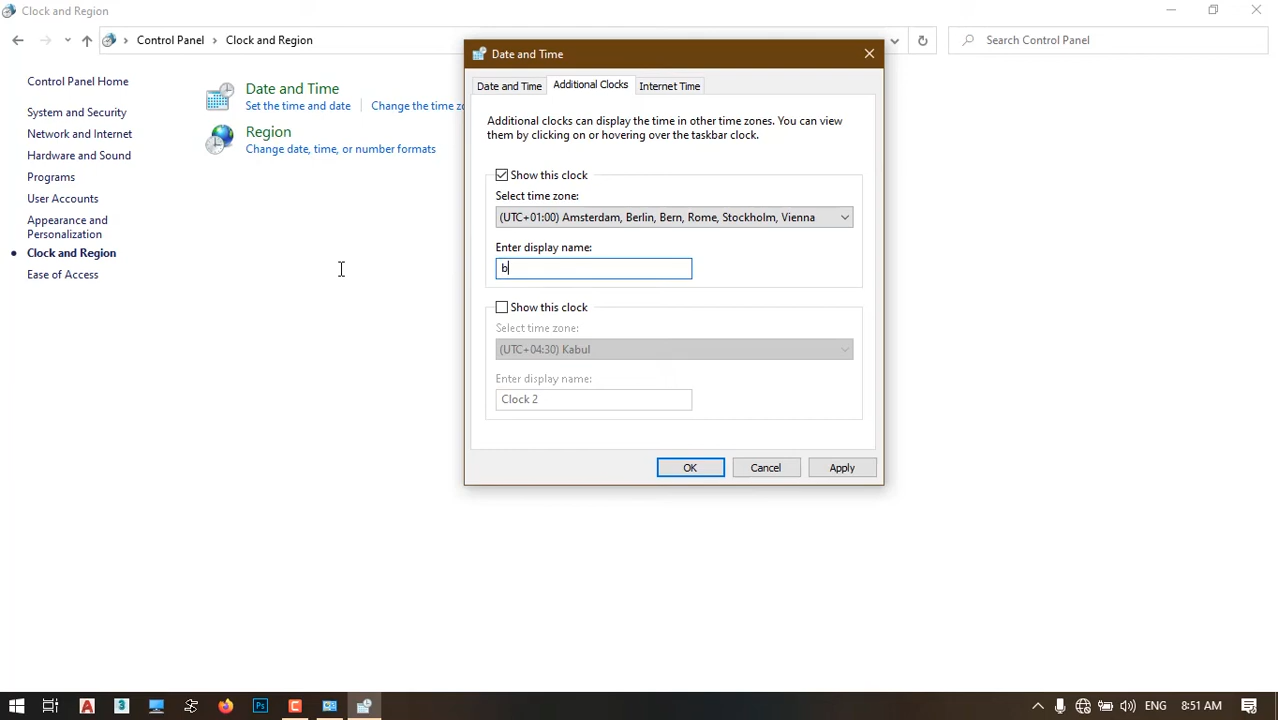 Clock and Region
Control Panel
Clock and Region
Search Control Panel
Control Panel Home
System and Security
Network and Internet
Hardware and Sound
Programs
User Accounts
Appearance and
Personalization
Clock and Region
Ease of Access
Date and Time
Set the time and date
Change the time zo
Region
Change date, time, or number formats
Date and Time
Date and Time
Additional Clocks
Internet Time
Additional clocks can display the time in other time zones. You can view
them by clicking on or hovering over the taskbar clock.
Show this clock
Select time zone:
(UTC+01:00) Amsterdam, Berlin, Bern, Rome, Stockholm, Vienna
Enter display name:
b
Show this clock
Select time zone:
(UTC+04:30) Kabul
Enter display name:
Clock 2
OK
Cancel
Apply
A
3
Ps
C
ENG
8:51 AM